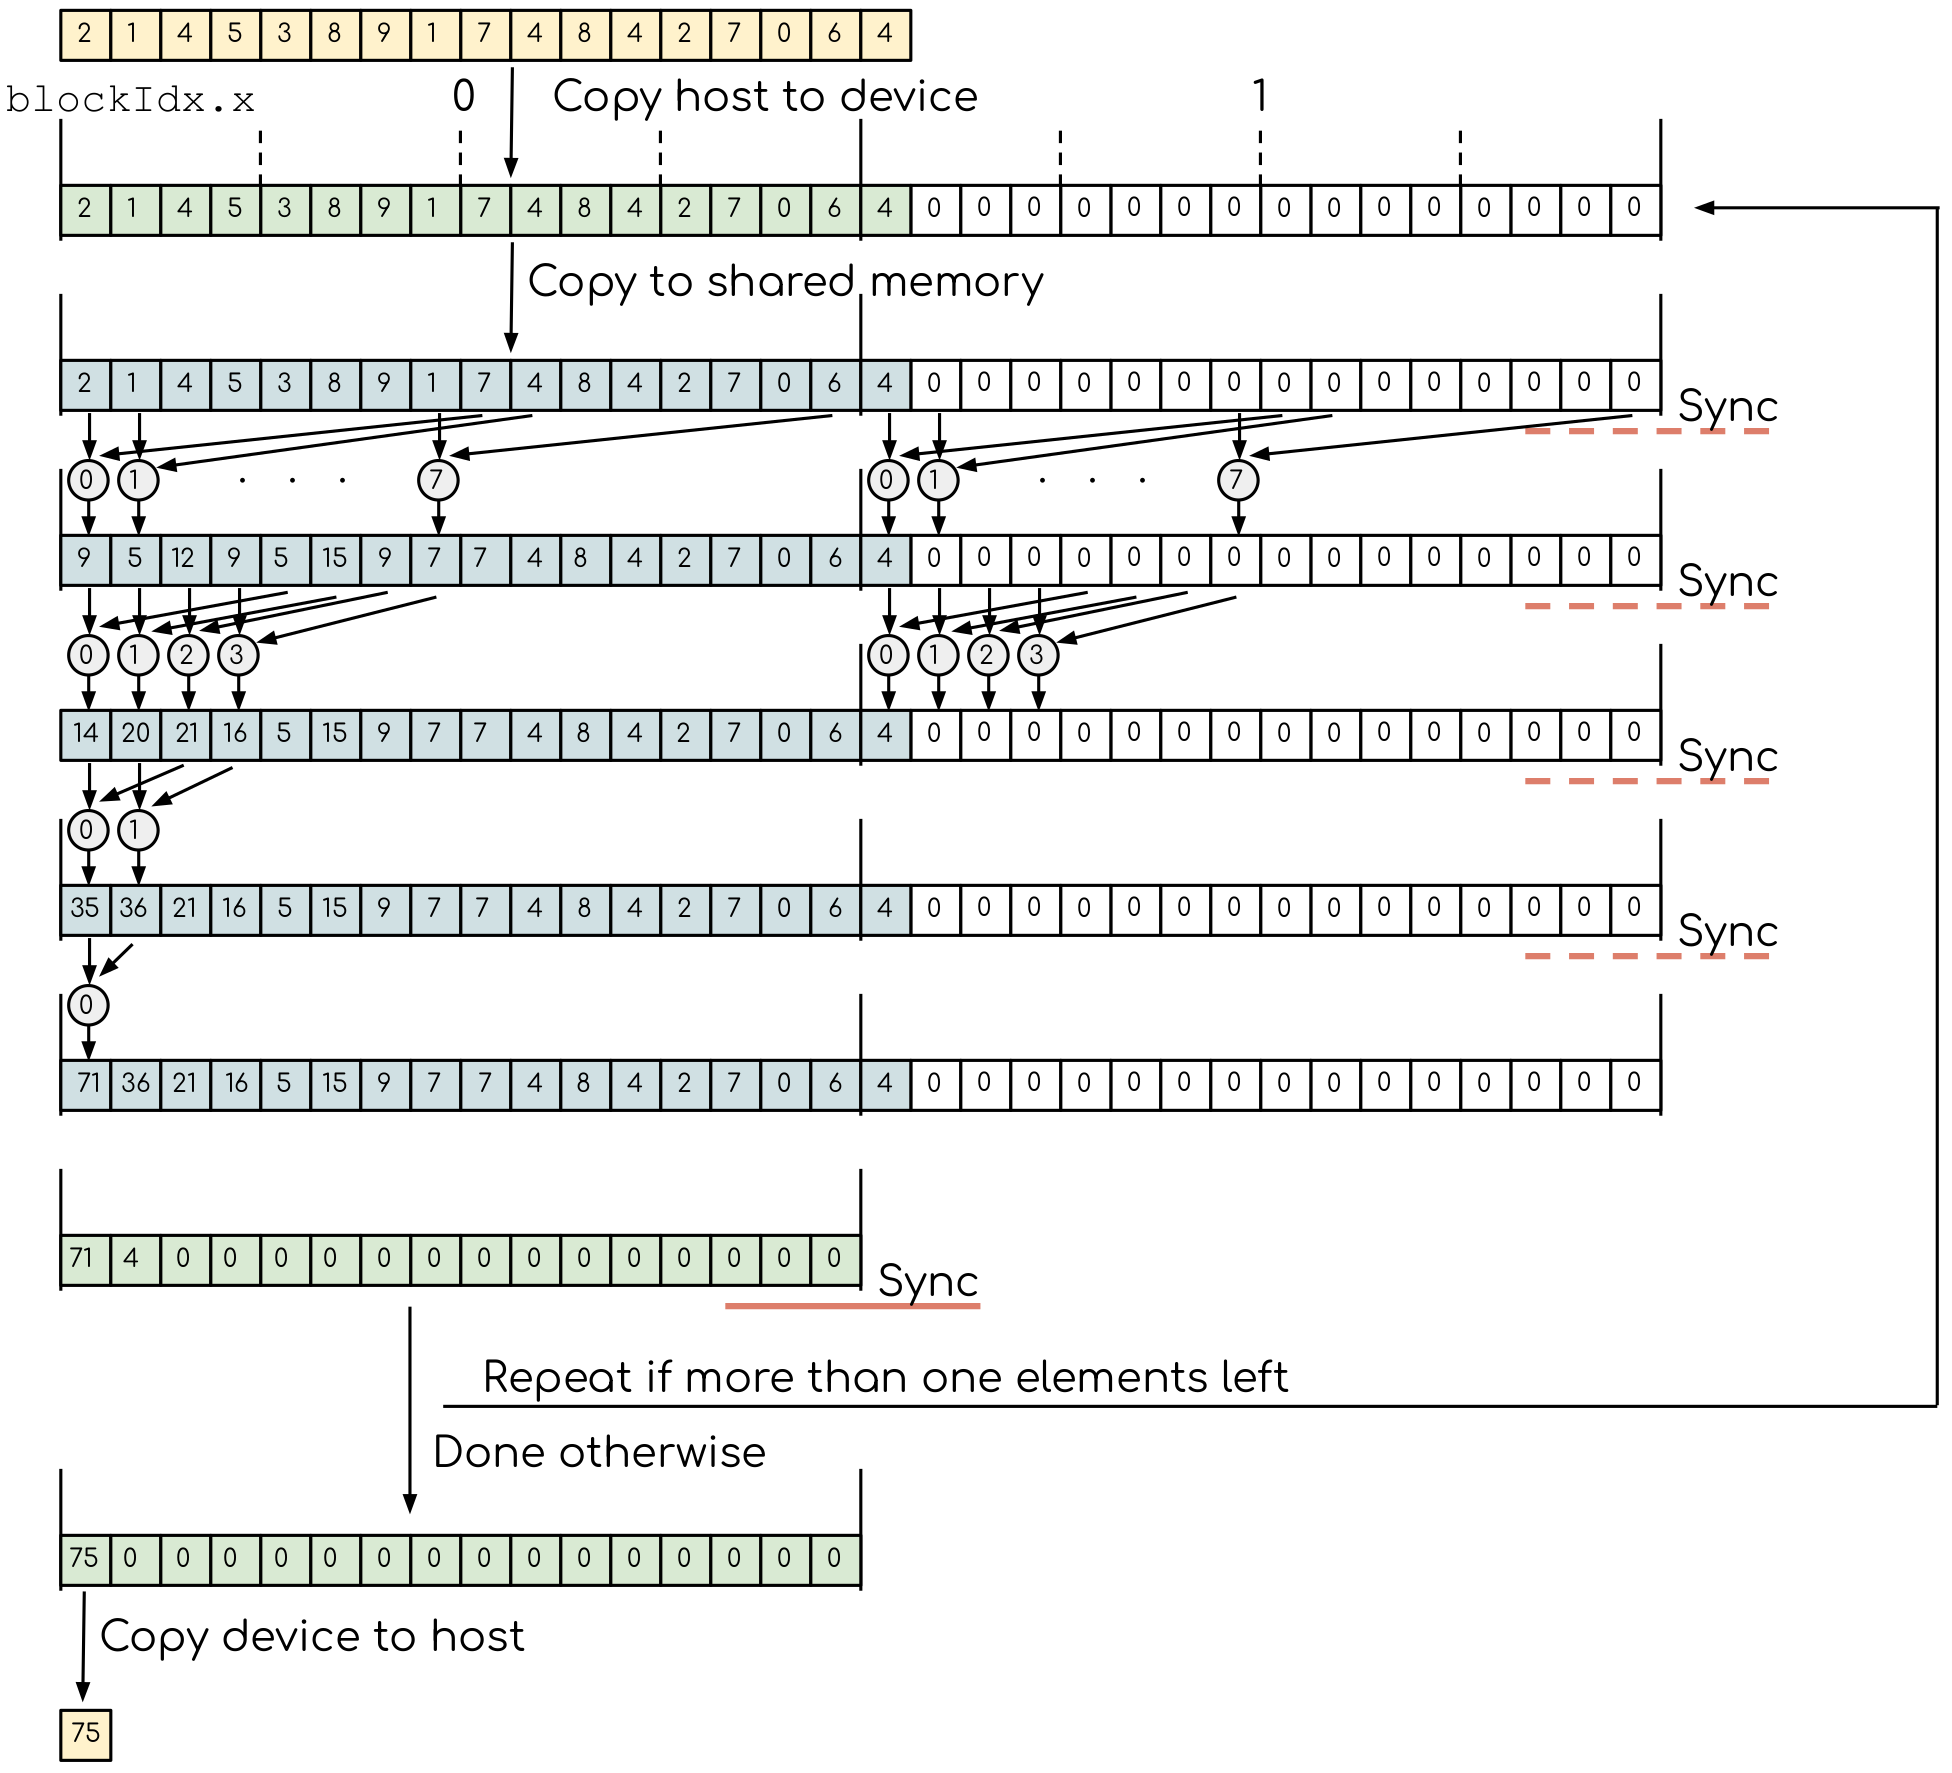 2 1 4 5 3 8 9 1 7 4 8 4 2 7 0 6 4
blockIdx.x 0 Copy host to device 1
2 1 4 5 3 8 9 1 7 4 8 4 2 7 0 6 4 0 0 0 0 0 0 0 0 0 0 0 0 0 0 0
Copy to shared memory
2 1 4 5 3 8 9 1 7 4 8 4 2 7 0 6 4 0 0 0 0 0 0 0 0 0 0 0 0 0 0 0
Sync
0 1 . . . 7 0 1 . . . 7
9 5 12 9 5 15 9 7 7 4 8 4 2 7 0 6 4 0 0 0 0 0 0 0 0 0 0 0 0 0 0 0
Sync
0 1 2 3 0 1 2 3
14 20 21 16 5 15 9 7 7 4 8 4 2 7 0 6 4 0 0 0 0 0 0 0 0 0 0 0 0 0 0 0
Sync
0 1
35 36 21 16 5 15 9 7 7 4 8 4 2 7 0 6 4 0 0 0 0 0 0 0 0 0 0 0 0 0 0 0
Sync
0
71 36 21 16 5 15 9 7 7 4 8 4 2 7 0 6 4 0 0 0 0 0 0 0 0 0 0 0 0 0 0 0
71 4 0 0 0 0 0 0 0 0 0 0 0 0 0 0
Sync
Repeat if more than one elements left
Done otherwise
75 0 0 0 0 0 0 0 0 0 0 0 0 0 0 0
Copy device to host
75